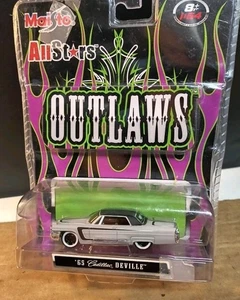 Maisto
AllStars
8+
OUTLAWS
'65 Cadillac DEVILLE